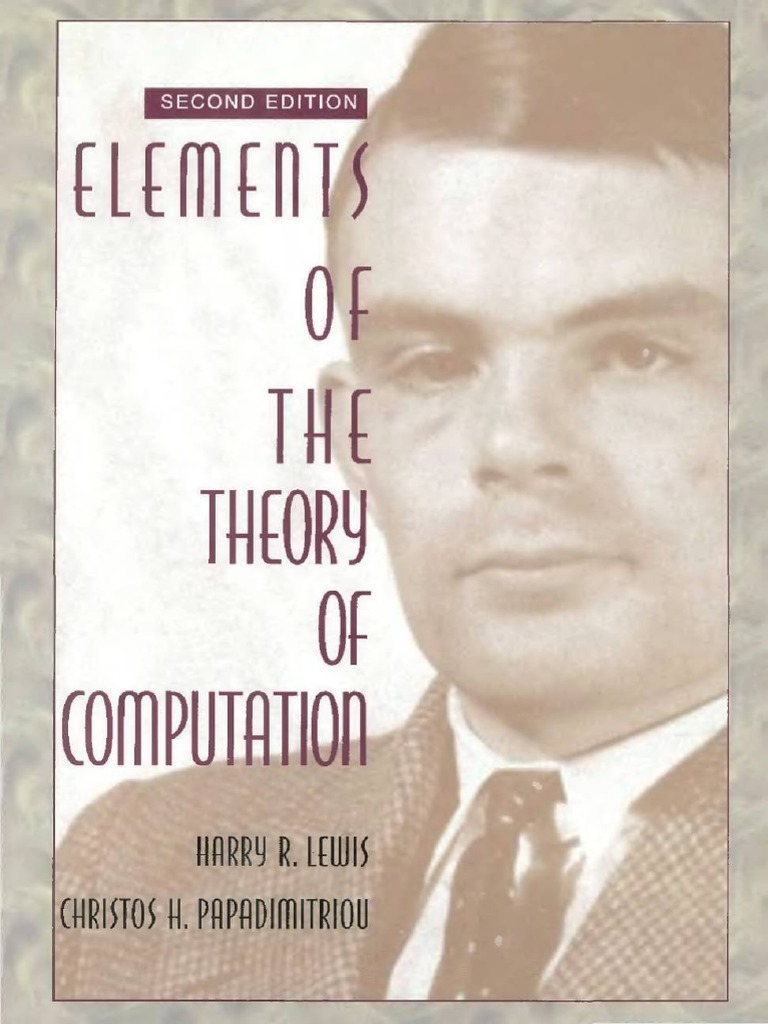 SECOND EDITION
ELEMENTS
OF
THE
THEORY
OF
COMPUTATION
HARRY R. LEWIS
CHRISTOS H. PAPADIMITRIOU